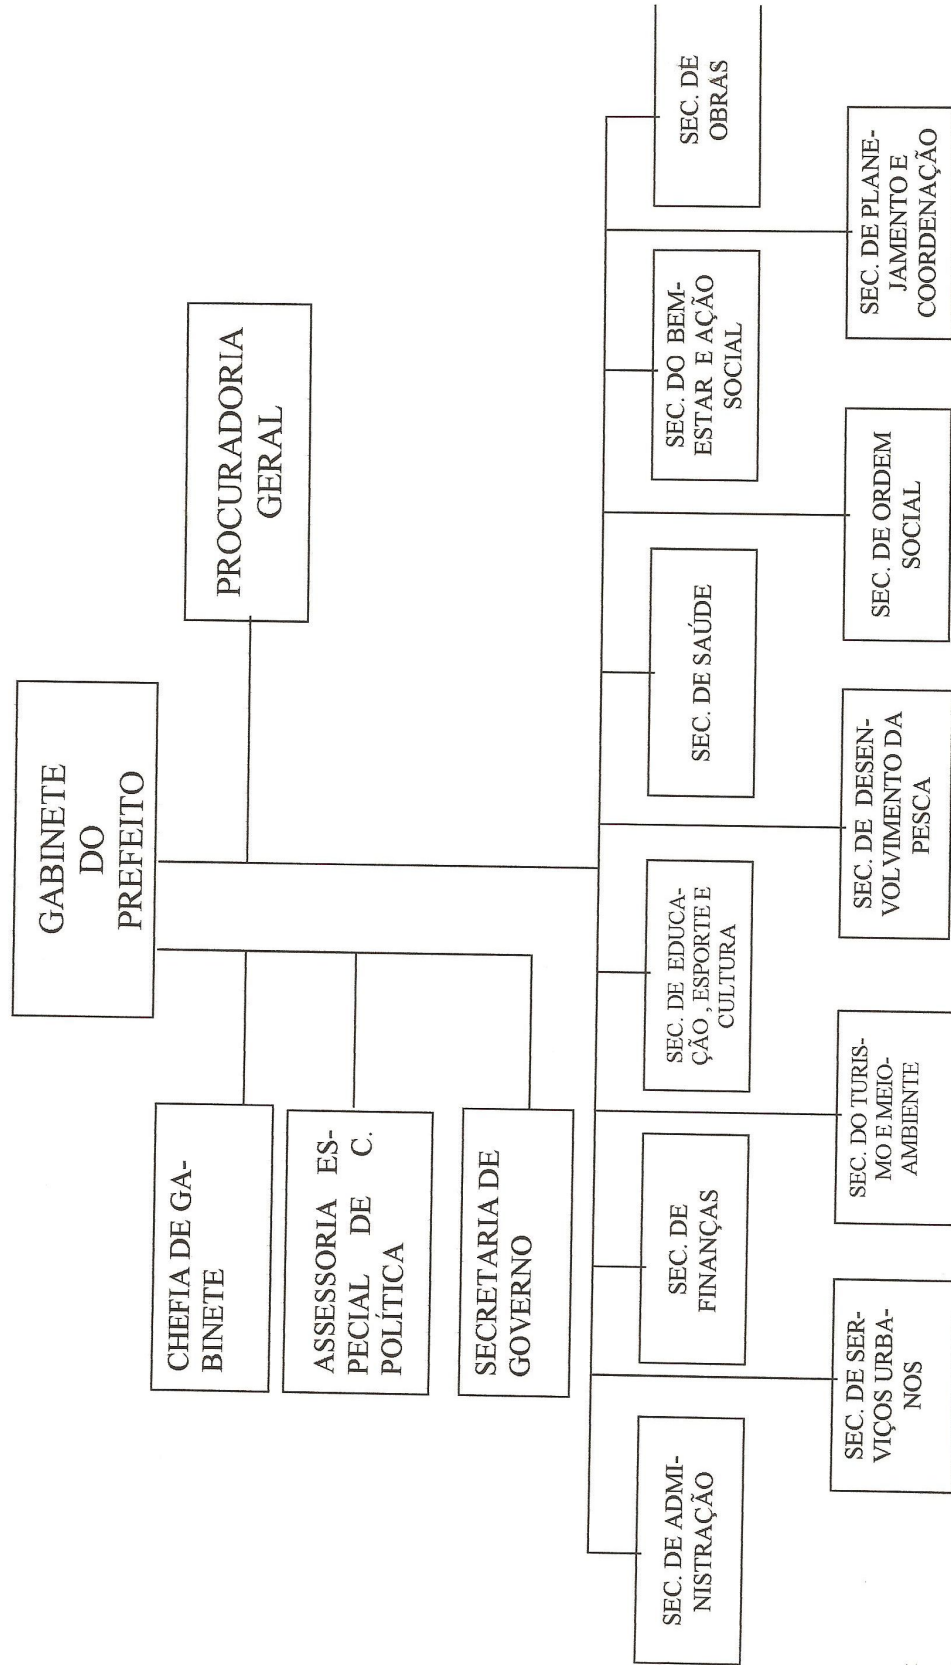 GABINETE
DO
PREFEITO
PROCURADORIA
GERAL
CHEFIA DE GA-
BINETE
ASSESSORIA ES-
PECIAL DE C.
POLÍTICA
SECRETARIA DE
GOVERNO
SEC. DE ADMI-
NISTRAÇÃO
SEC. DE
FINANÇAS
SEC. DE EDUCA-
ÇÃO , ESPORTE E
CULTURA
SEC. DE SAÚDE
SEC. DO BEM-
ESTAR E AÇÃO
SOCIAL
SEC. DE
OBRAS
SEC. DE SER-
VIÇOS URBA-
NOS
SEC. DO TURIS-
MO E MEIO-
AMBIENTE
SEC. DE DESEN-
VOLVIMENTO DA
PESCA
SEC. DE ORDEM
SOCIAL
SEC. DE PLANE-
JAMENTO E
COORDENAÇÃO